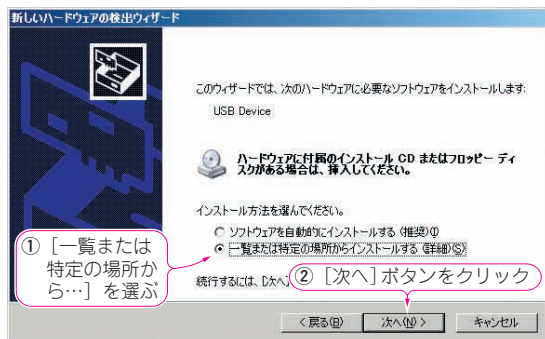 新しいハードウェアの検出ウィザード
このウィザードでは、次のハードウェアに必要なソフトウェアをインストールします:
USB Device
ハードウェアに付属のインストール CD またはフロッピー ディ
スクがある場合は、挿入してください。
インストール方法を選んでください。
ソフトウェアを自動的にインストールする (推奨)(I)
一覧または特定の場所からインストールする (詳細)(S)
① [一覧または
特定の場所か
ら…] を選ぶ
続行するには、[次へ]
② [次へ]ボタンをクリック
< 戻る(B)
次へ(N) >
キャンセル